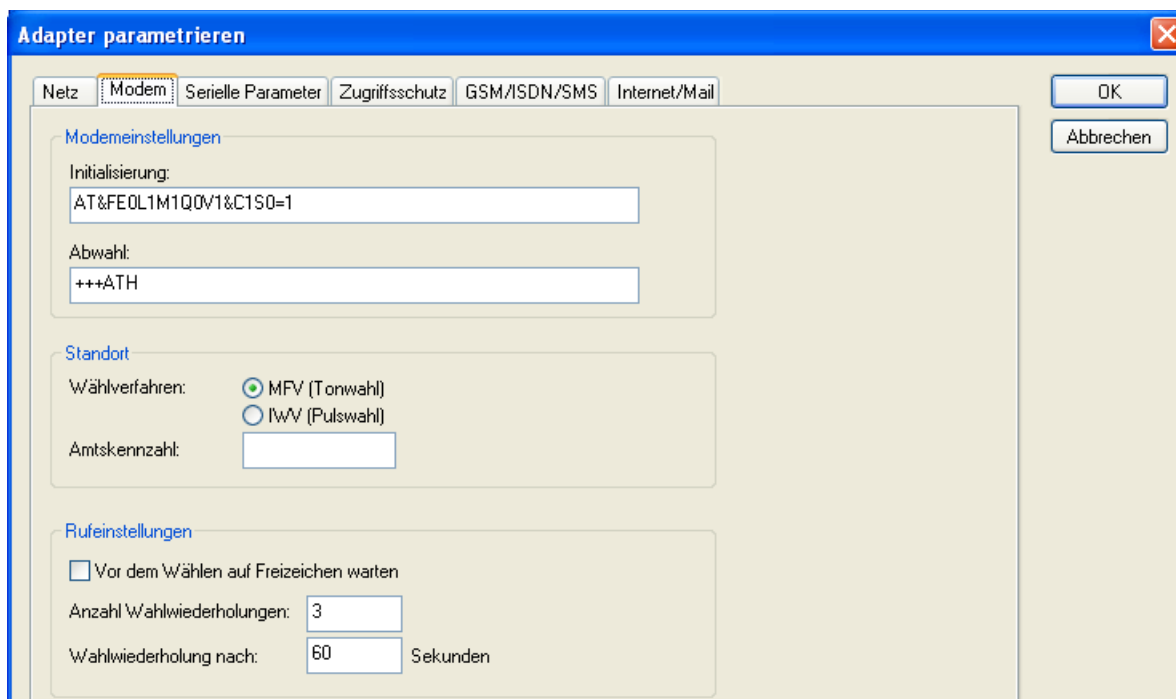 Adapter parametrieren
Netz Modem Serielle Parameter Zugriffsschutz GSM/ISDN/SMS Internet/Mail
OK
Abbrechen
Modemeinstellungen
Initialisierung:
AT&FE0L1M1Q0V1&C1S0=1
Abwahl:
+++ATH
Standort
Wählverfahren: MFV (Tonwahl)
IWV (Pulswahl)
Amtskennzahl:
Rufeinstellungen
Vor dem Wählen auf Freizeichen warten
Anzahl Wahlwiederholungen: 3
Wahlwiederholung nach: 60 Sekunden